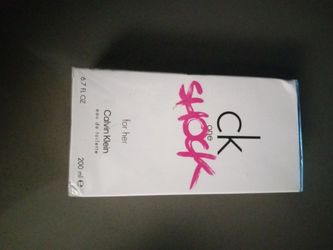 ck
one
SHOCK
for her
Calvin Klein
eau de toilette
6.7 FL OZ
200 ml e